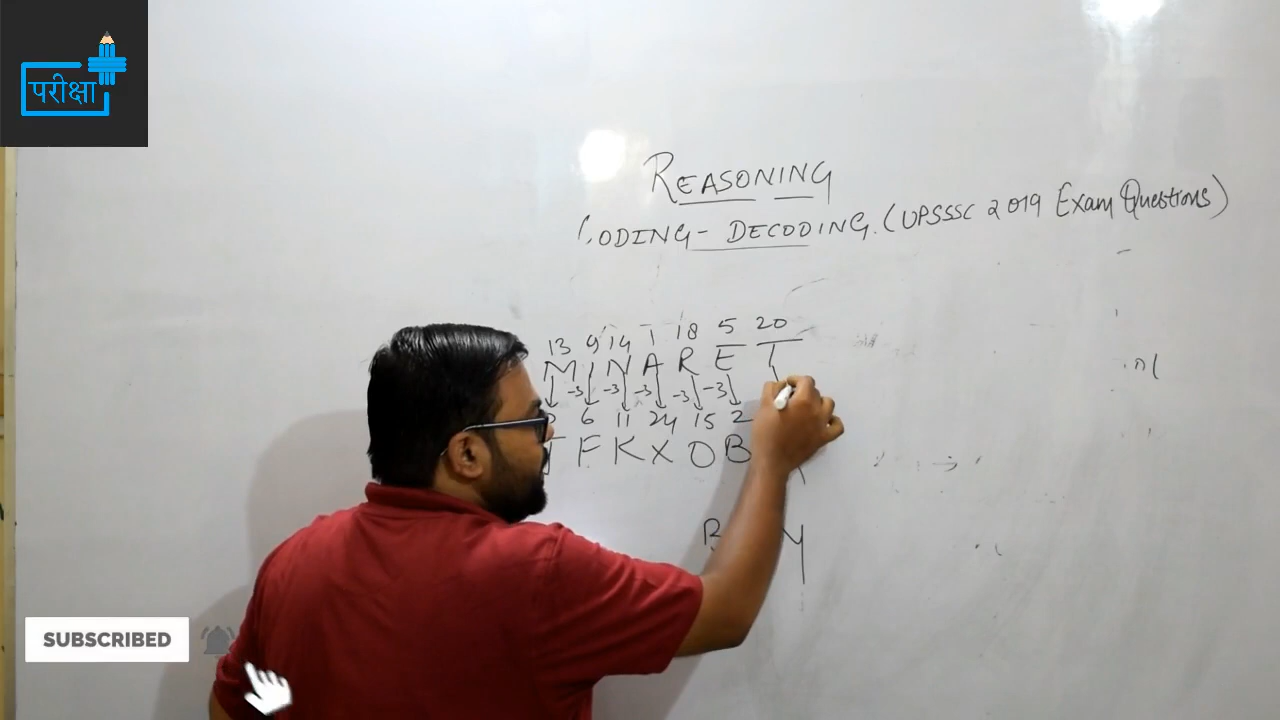 परीक्षा
REASONING
CODING - DECODING. (UPSSSC 2019 Exam Questions)
13 9 14 1 18 5 20
M I N A R E T
-3 -3 -3 -3 -3
6 11 24 15 2
F K X O B
B Y
SUBSCRIBED